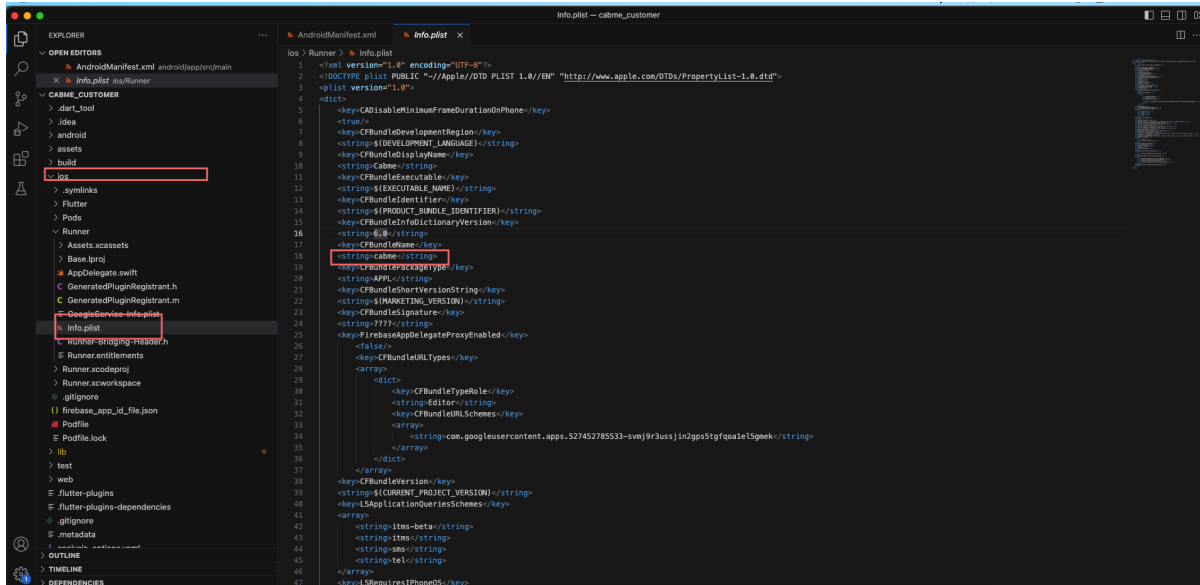 Info.plist — cabme_customer
EXPLORER
OPEN EDITORS
AndroidManifest.xml android/app/src/main
Info.plist ios/Runner
CABME_CUSTOMER
.dart_tool
.idea
android
assets
build
ios
.symlinks
Flutter
Pods
Runner
Assets.xcassets
Base.lproj
AppDelegate.swift
C GeneratedPluginRegistrant.h
C GeneratedPluginRegistrant.m
GoogleService-Info.plist
Info.plist
C Runner-Bridging-Header.h
Runner.entitlements
Runner.xcodeproj
Runner.xcworkspace
.gitignore
{} firebase_app_id_file.json
Podfile
Podfile.lock
lib
test
web
.flutter-plugins
.flutter-plugins-dependencies
.gitignore
.metadata
analysis_options.yaml
OUTLINE
TIMELINE
DEPENDENCIES
1
AndroidManifest.xml
Info.plist
ios > Runner > Info.plist
1 <?xml version="1.0" encoding="UTF-8"?>
2 <!DOCTYPE plist PUBLIC "-//Apple//DTD PLIST 1.0//EN" "http://www.apple.com/DTDs/PropertyList-1.0.dtd">
3 <plist version="1.0">
4 <dict>
5 <key>CADisableMinimumFrameDurationOnPhone</key>
6 <true/>
7 <key>CFBundleDevelopmentRegion</key>
8 <string>$(DEVELOPMENT_LANGUAGE)</string>
9 <key>CFBundleDisplayName</key>
10 <string>Cabme</string>
11 <key>CFBundleExecutable</key>
12 <string>$(EXECUTABLE_NAME)</string>
13 <key>CFBundleIdentifier</key>
14 <string>$(PRODUCT_BUNDLE_IDENTIFIER)</string>
15 <key>CFBundleInfoDictionaryVersion</key>
16 <string>6.0</string>
17 <key>CFBundleName</key>
18 <string>cabme</string>
19 <key>CFBundlePackageType</key>
20 <string>APPL</string>
21 <key>CFBundleShortVersionString</key>
22 <string>$(MARKETING_VERSION)</string>
23 <key>CFBundleSignature</key>
24 <string>????</string>
25 <key>FirebaseAppDelegateProxyEnabled</key>
26 <false/>
27 <key>CFBundleURLTypes</key>
28 <array>
29 <dict>
30 <key>CFBundleTypeRole</key>
31 <string>Editor</string>
32 <key>CFBundleURLSchemes</key>
33 <array>
34 <string>com.googleusercontent.apps.527452785533-svmj9r3ussjin2gps5tgfqoa1el5gmek</string>
35 </array>
36 </dict>
37 </array>
38 <key>CFBundleVersion</key>
39 <string>$(CURRENT_PROJECT_VERSION)</string>
40 <key>LSApplicationQueriesSchemes</key>
41 <array>
42 <string>itms-beta</string>
43 <string>itms</string>
44 <string>sms</string>
45 <string>tel</string>
46 </array>
47 <key>LSRequiresIPhoneOS</key>